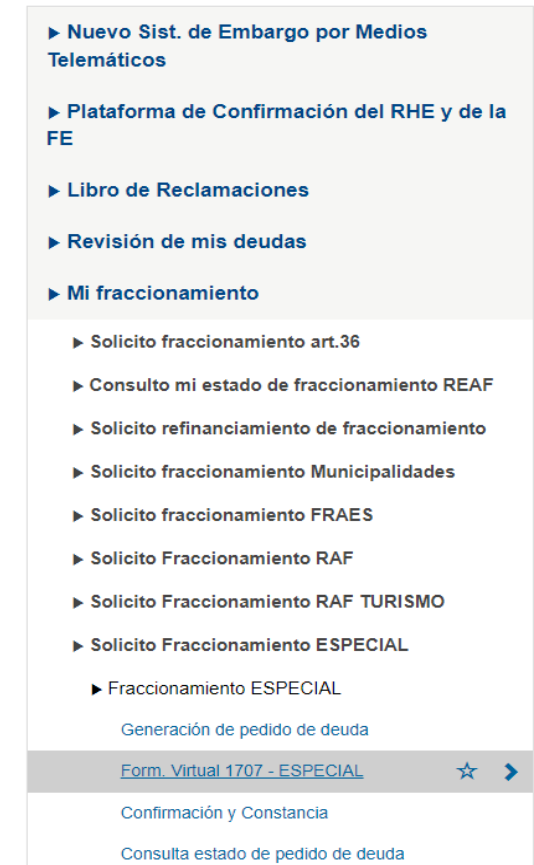 ▶ Nuevo Sist. de Embargo por Medios
Telemáticos
▶ Plataforma de Confirmación del RHE y de la
FE
▶ Libro de Reclamaciones
▶ Revisión de mis deudas
▶ Mi fraccionamiento
▶ Solicito fraccionamiento art.36
▶ Consulto mi estado de fraccionamiento REAF
▶ Solicito refinanciamiento de fraccionamiento
▶ Solicito fraccionamiento Municipalidades
▶ Solicito fraccionamiento FRAES
▶ Solicito Fraccionamiento RAF
▶ Solicito Fraccionamiento RAF TURISMO
▶ Solicito Fraccionamiento ESPECIAL
▶ Fraccionamiento ESPECIAL
Generación de pedido de deuda
Form. Virtual 1707 - ESPECIAL
Confirmación y Constancia
Consulta estado de pedido de deuda